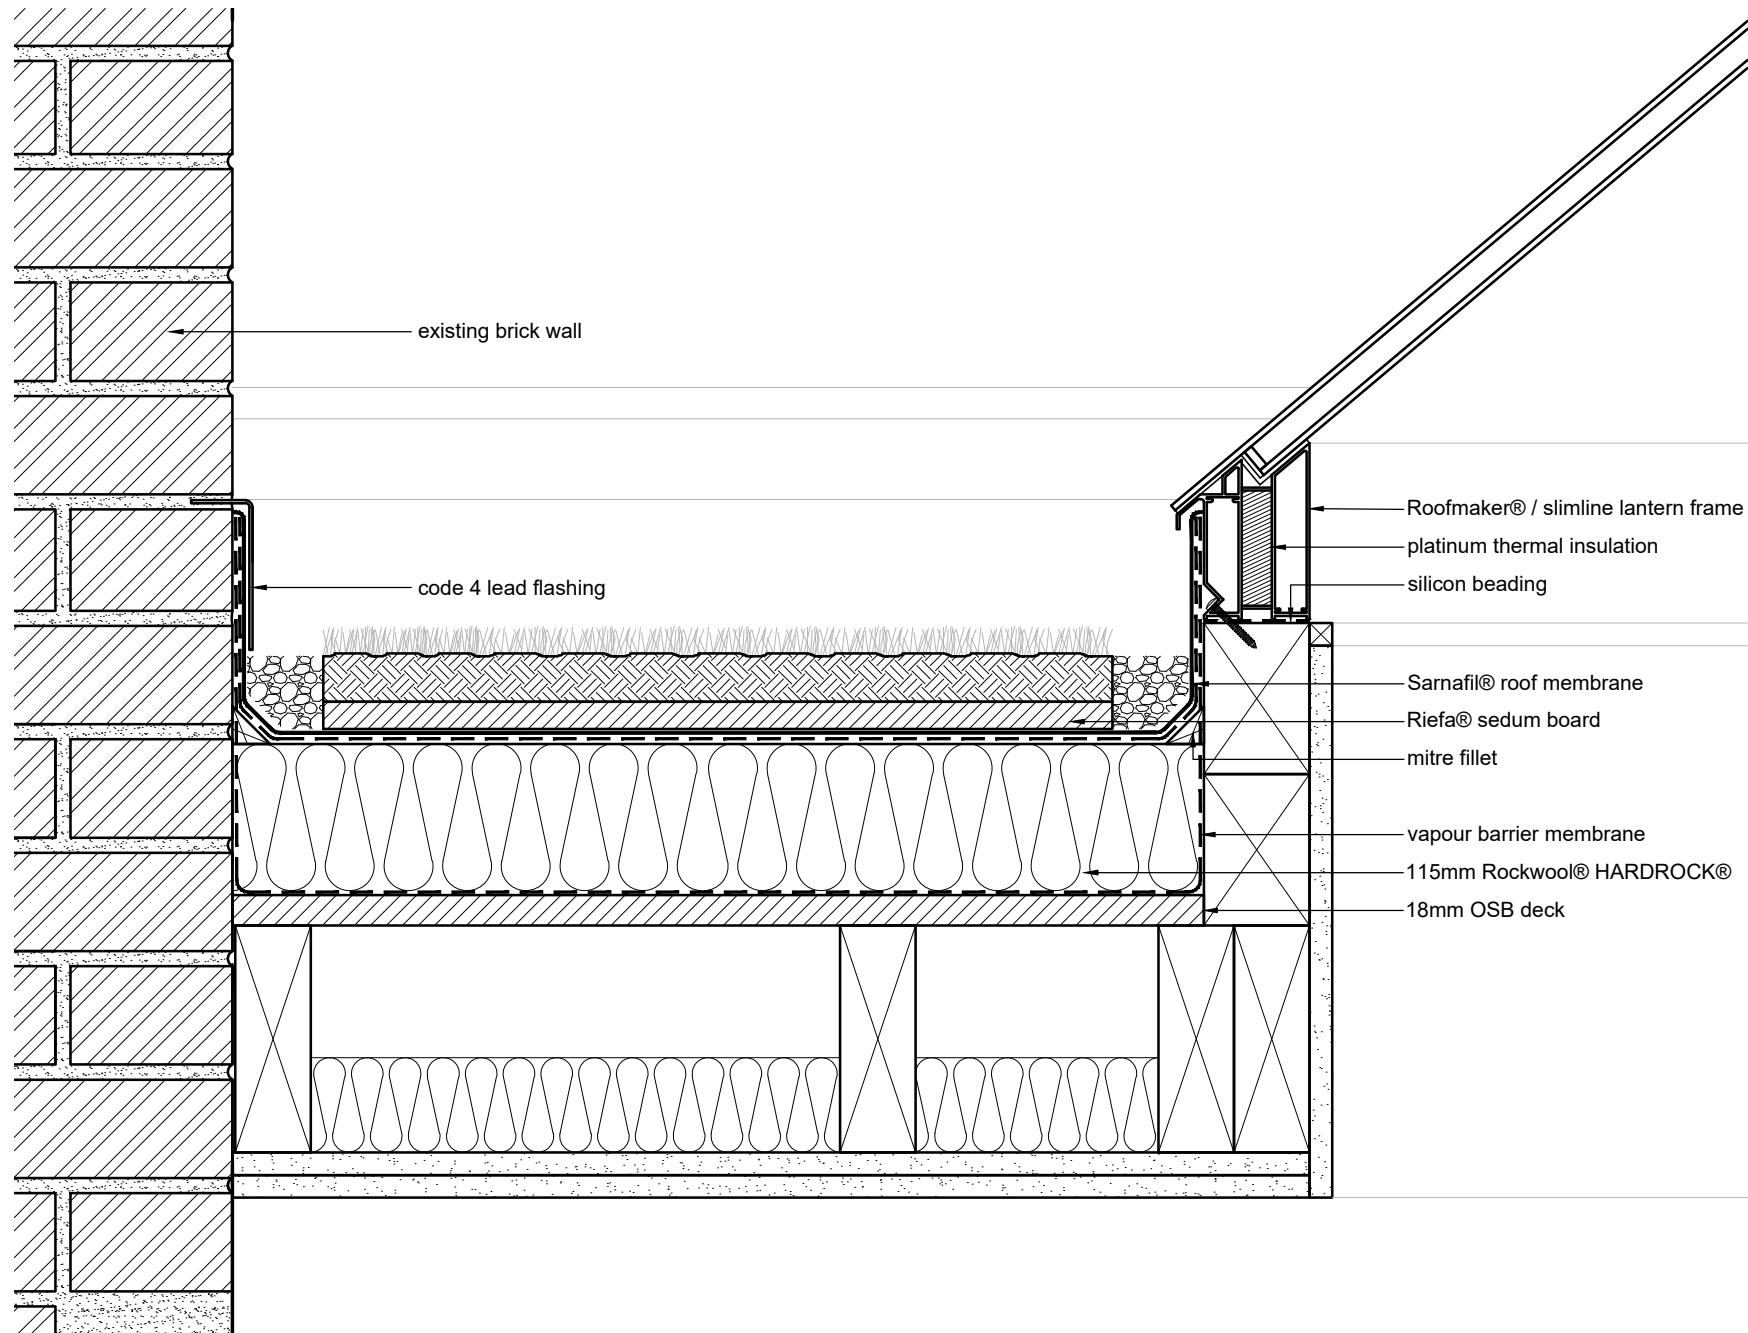 existing brick wall
code 4 lead flashing
Roofmaker® / slimline lantern frame
platinum thermal insulation
silicon beading
Sarnafil® roof membrane
Riefa® sedum board
mitre fillet
vapour barrier membrane
115mm Rockwool® HARDROCK®
18mm OSB deck